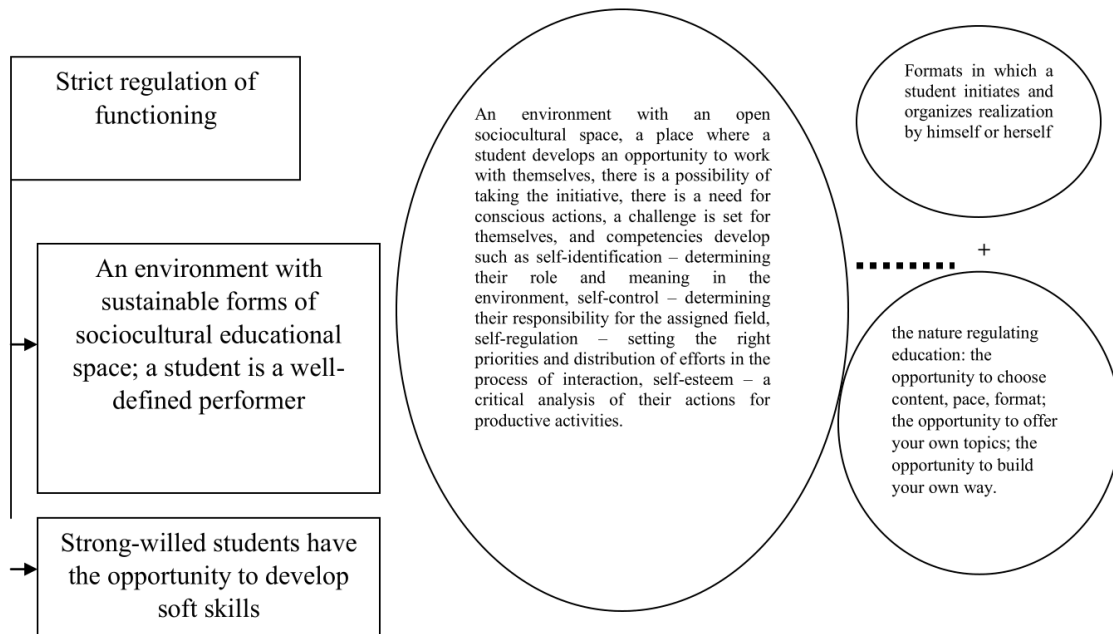 Strict regulation of
functioning
An environment with
sustainable forms of
sociocultural educational
space; a student is a well-
defined performer
Strong-willed students have
the opportunity to develop
soft skills
An environment with an open
sociocultural space, a place where a
student develops an opportunity to work
with themselves, there is a possibility of
taking the initiative, there is a need for
conscious actions, a challenge is set for
themselves, and competencies develop
such as self-identification – determining
their role and meaning in the
environment, self-control – determining
their responsibility for the assigned field,
self-regulation – setting the right
priorities and distribution of efforts in the
process of interaction, self-esteem – a
critical analysis of their actions for
productive activities.
Formats in which a
student initiates and
organizes realization
by himself or herself
+
the nature regulating
education: the
opportunity to choose
content, pace, format;
the opportunity to offer
your own topics; the
opportunity to build
your own way.